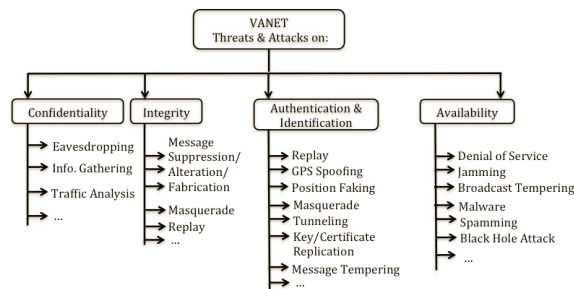 VANET
Threats & Attacks on:
Confidentiality
Eavesdropping
Info. Gathering
Traffic Analysis
...
Integrity
Message
Suppression/
Alteration/
Fabrication
Masquerade
Replay
...
Authentication &
Identification
Replay
GPS Spoofing
Position Faking
Masquerade
Tunneling
Key/Certificate
Replication
Message Tempering
...
Availability
Denial of Service
Jamming
Broadcast Tempering
Malware
Spamming
Black Hole Attack
...